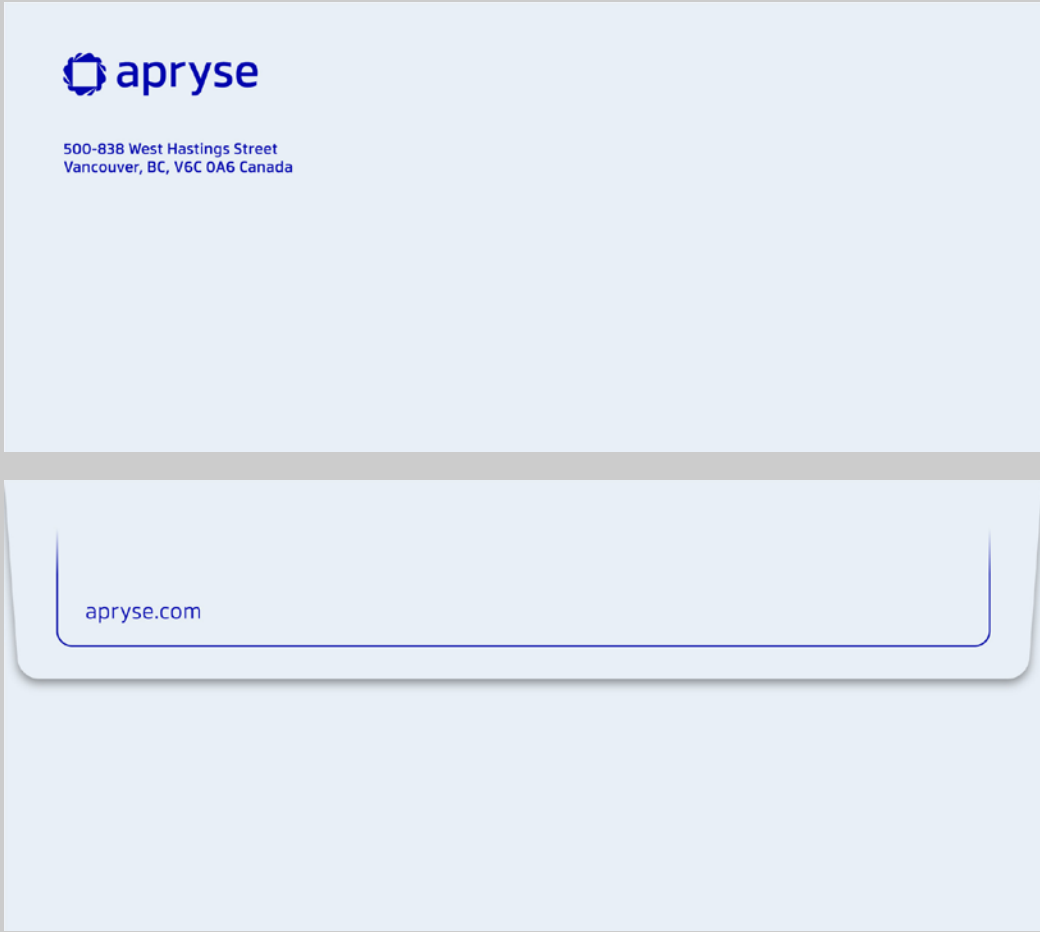 apryse
500-838 West Hastings Street
Vancouver, BC, V6C 0A6 Canada
apryse.com